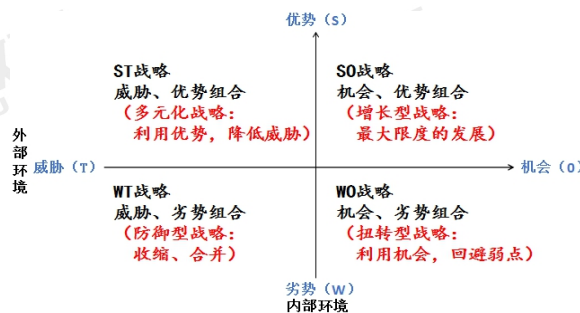 优势（S）
ST战略
威胁、优势组合
（多元化战略：
利用优势，降低威胁）
SO战略
机会、优势组合
（增长型战略：
最大限度的发展）
外部环境
威胁（T）
机会（O）
WT战略
威胁、劣势组合
（防御型战略：
收缩、合并）
WO战略
机会、劣势组合
（扭转型战略：
利用机会，回避弱点）
劣势（W）
内部环境